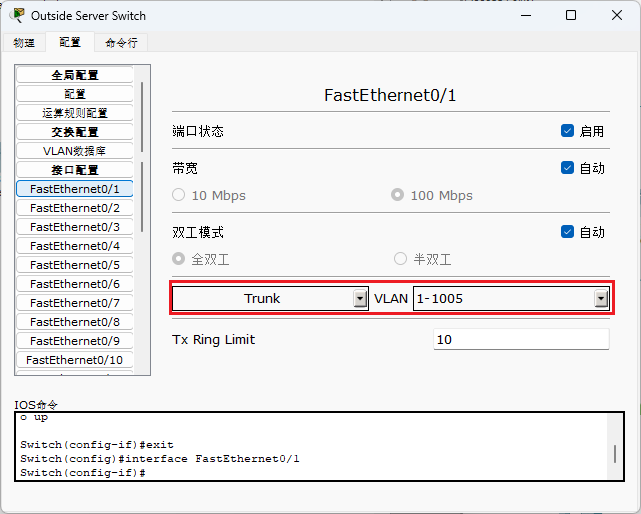 Outside Server Switch
物理
配置
命令行
全局配置
配置
运算规则配置
交换配置
VLAN数据库
接口配置
FastEthernet0/1
FastEthernet0/2
FastEthernet0/3
FastEthernet0/4
FastEthernet0/5
FastEthernet0/6
FastEthernet0/7
FastEthernet0/8
FastEthernet0/9
FastEthernet0/10
FastEthernet0/1
端口状态
启用
带宽
自动
10 Mbps
100 Mbps
双工模式
自动
全双工
半双工
Trunk
VLAN
1-1005
Tx Ring Limit
10
IOS命令
o up
Switch(config-if)#exit
Switch(config)#interface FastEthernet0/1
Switch(config-if)#